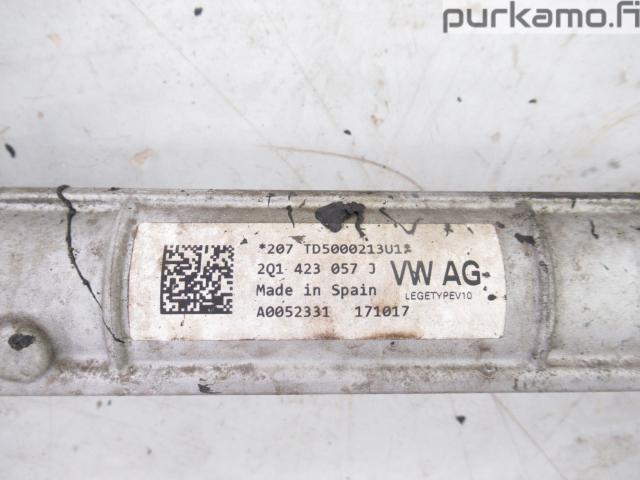 purkamo.fi
*207 TD5000213U1*
2Q1 423 057 J
VW AG
Made in Spain
LEGETYPEV10
A0052331 171017